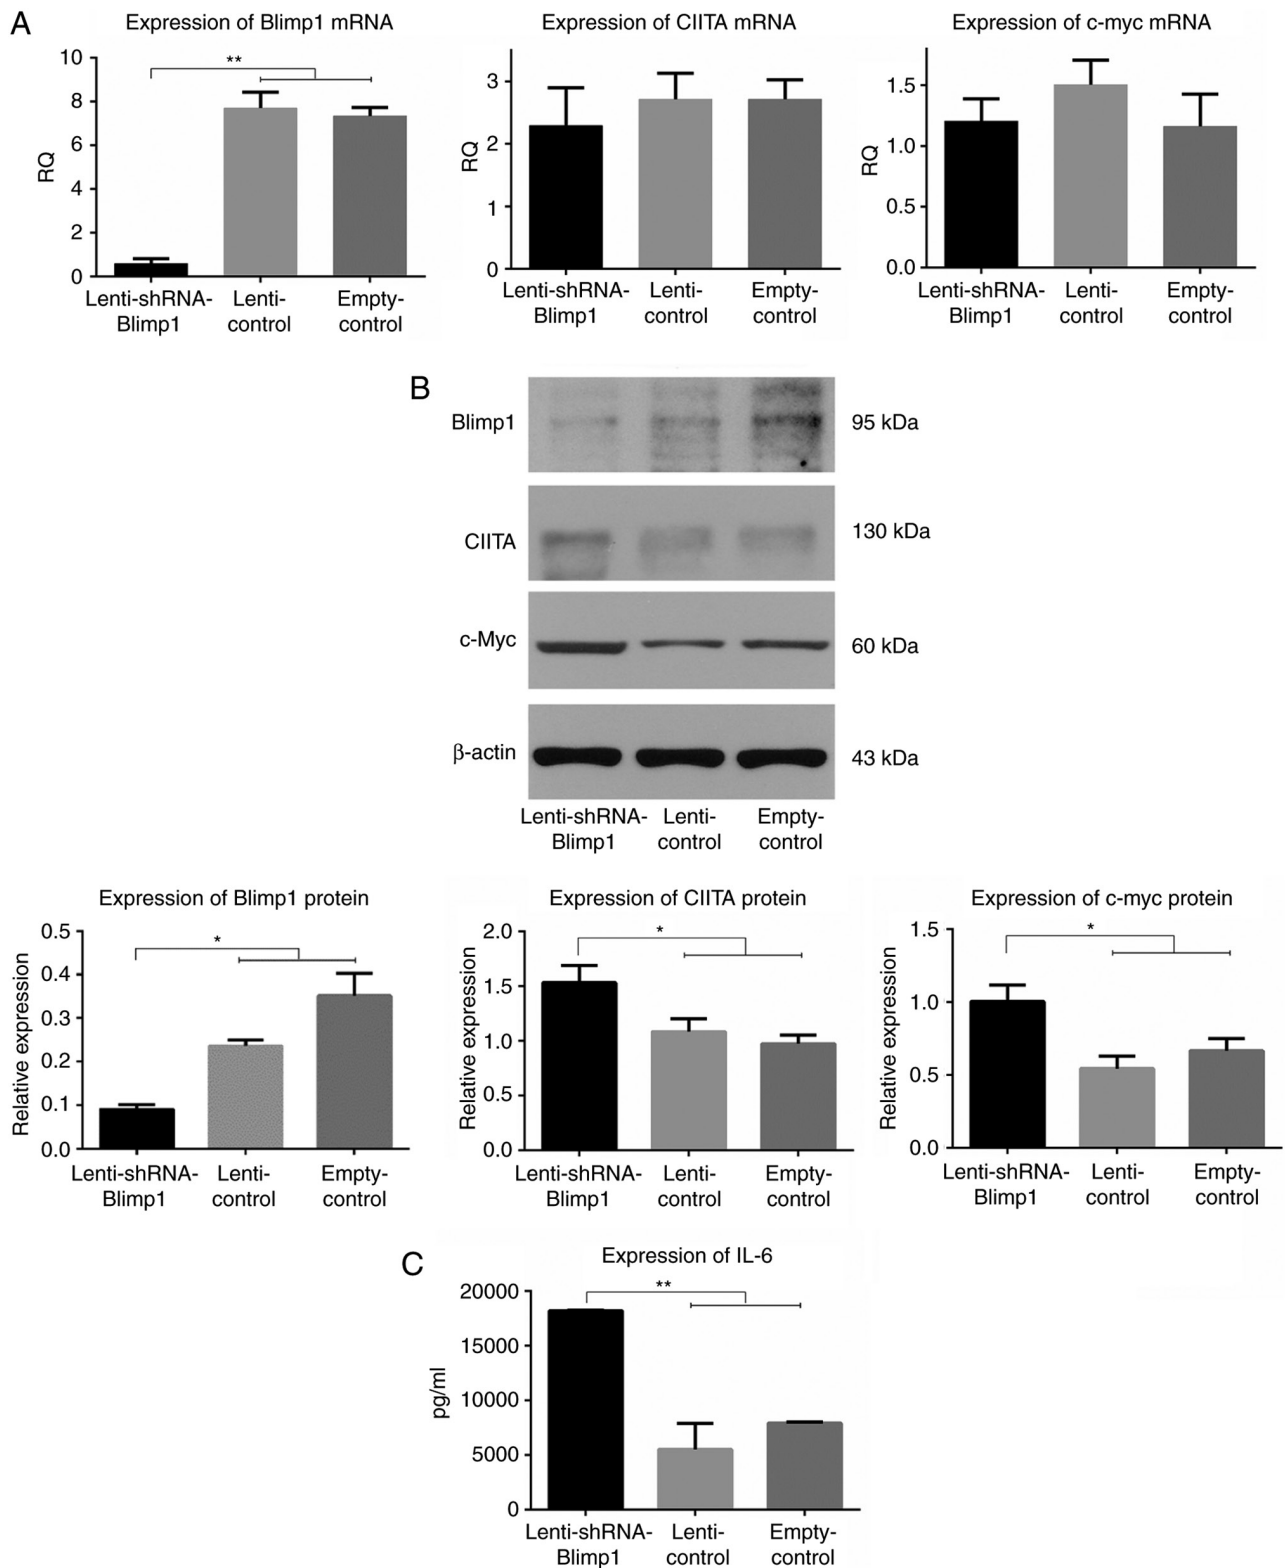 A
Expression of Blimp1 mRNA
10
8
6
4
2
0
RQ
**
Lenti-shRNA-
Blimp1
Lenti-
control
Empty-
control
Expression of CIITA mRNA
3
2
1
0
RQ
Lenti-shRNA-
Blimp1
Lenti-
control
Empty-
control
Expression of c-myc mRNA
1.5
1.0
0.5
0.0
RQ
Lenti-shRNA-
Blimp1
Lenti-
control
Empty-
control
B
Blimp1
95 kDa
CIITA
130 kDa
c-Myc
60 kDa
β-actin
43 kDa
Lenti-shRNA-
Blimp1
Lenti-
control
Empty-
control
Expression of Blimp1 protein
0.5
0.4
0.3
0.2
0.1
0.0
Relative expression
*
Lenti-shRNA-
Blimp1
Lenti-
control
Empty-
control
Expression of CIITA protein
2.0
1.5
1.0
0.5
0.0
Relative expression
*
Lenti-shRNA-
Blimp1
Lenti-
control
Empty-
control
Expression of c-myc protein
1.5
1.0
0.5
0.0
Relative expression
*
Lenti-shRNA-
Blimp1
Lenti-
control
Empty-
control
C
Expression of IL-6
20000
15000
10000
5000
0
pg/ml
**
Lenti-shRNA-
Blimp1
Lenti-
control
Empty-
control